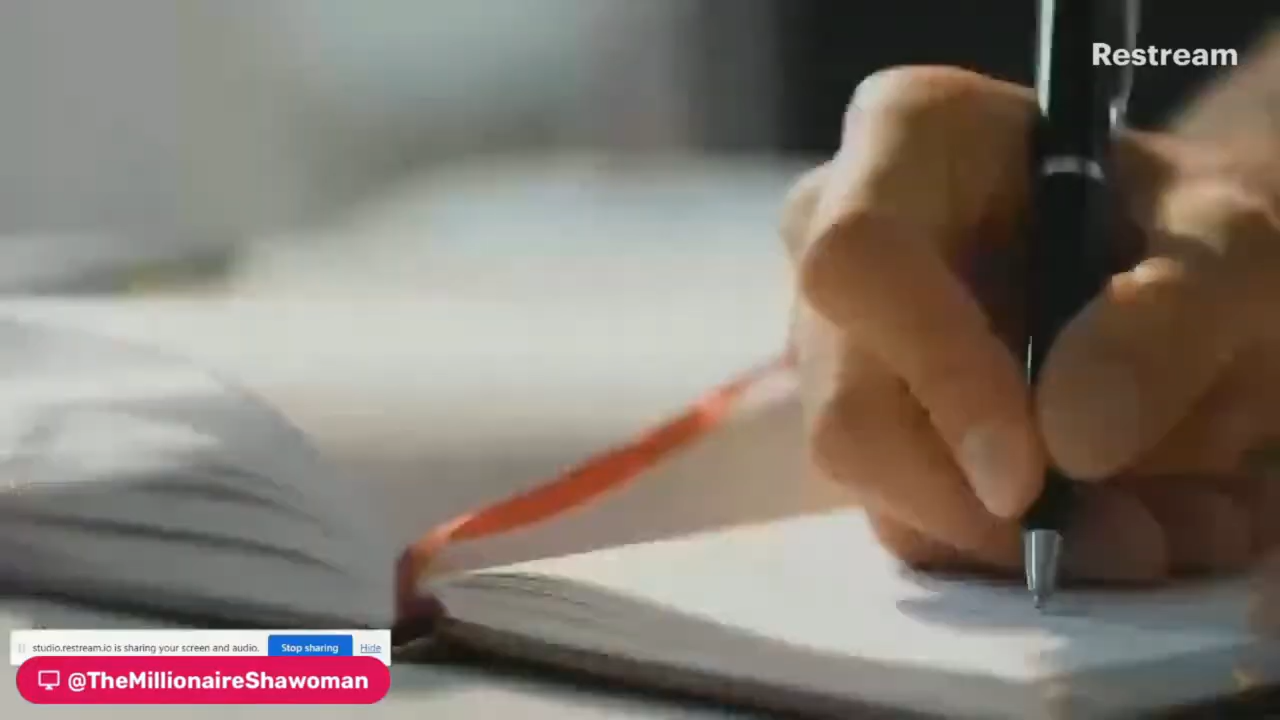 Restream
studio.restream.io is sharing your screen and audio. Stop sharing Hide
@TheMillionaireShawoman